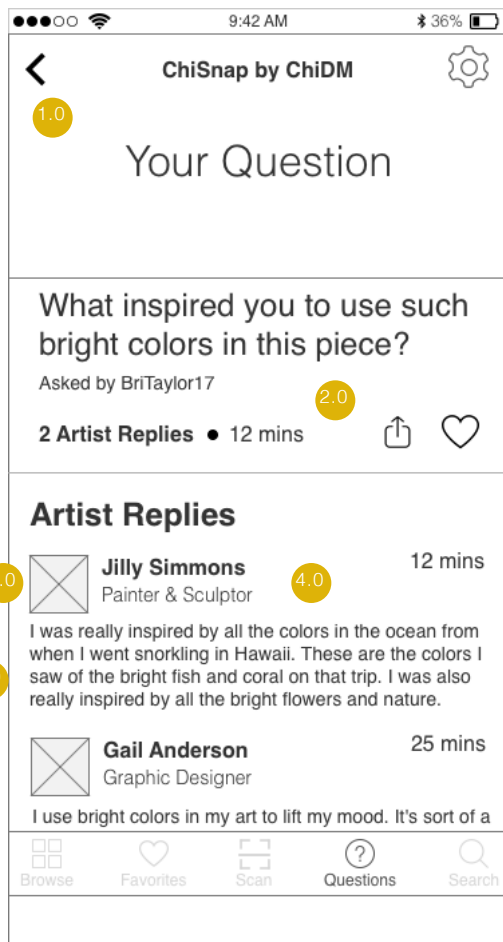 9:42 AM 36%
ChiSnap by ChiDM
1.0
Your Question
What inspired you to use such
bright colors in this piece?
Asked by BriTaylor17
2.0
2 Artist Replies ● 12 mins
Artist Replies
.0 Jilly Simmons 4.0 12 mins
Painter & Sculptor
I was really inspired by all the colors in the ocean from
when I went snorkling in Hawaii. These are the colors I
saw of the bright fish and coral on that trip. I was also
really inspired by all the bright flowers and nature.
Gail Anderson 25 mins
Graphic Designer
I use bright colors in my art to lift my mood. It's sort of a
Browse Favorites Scan Questions Search